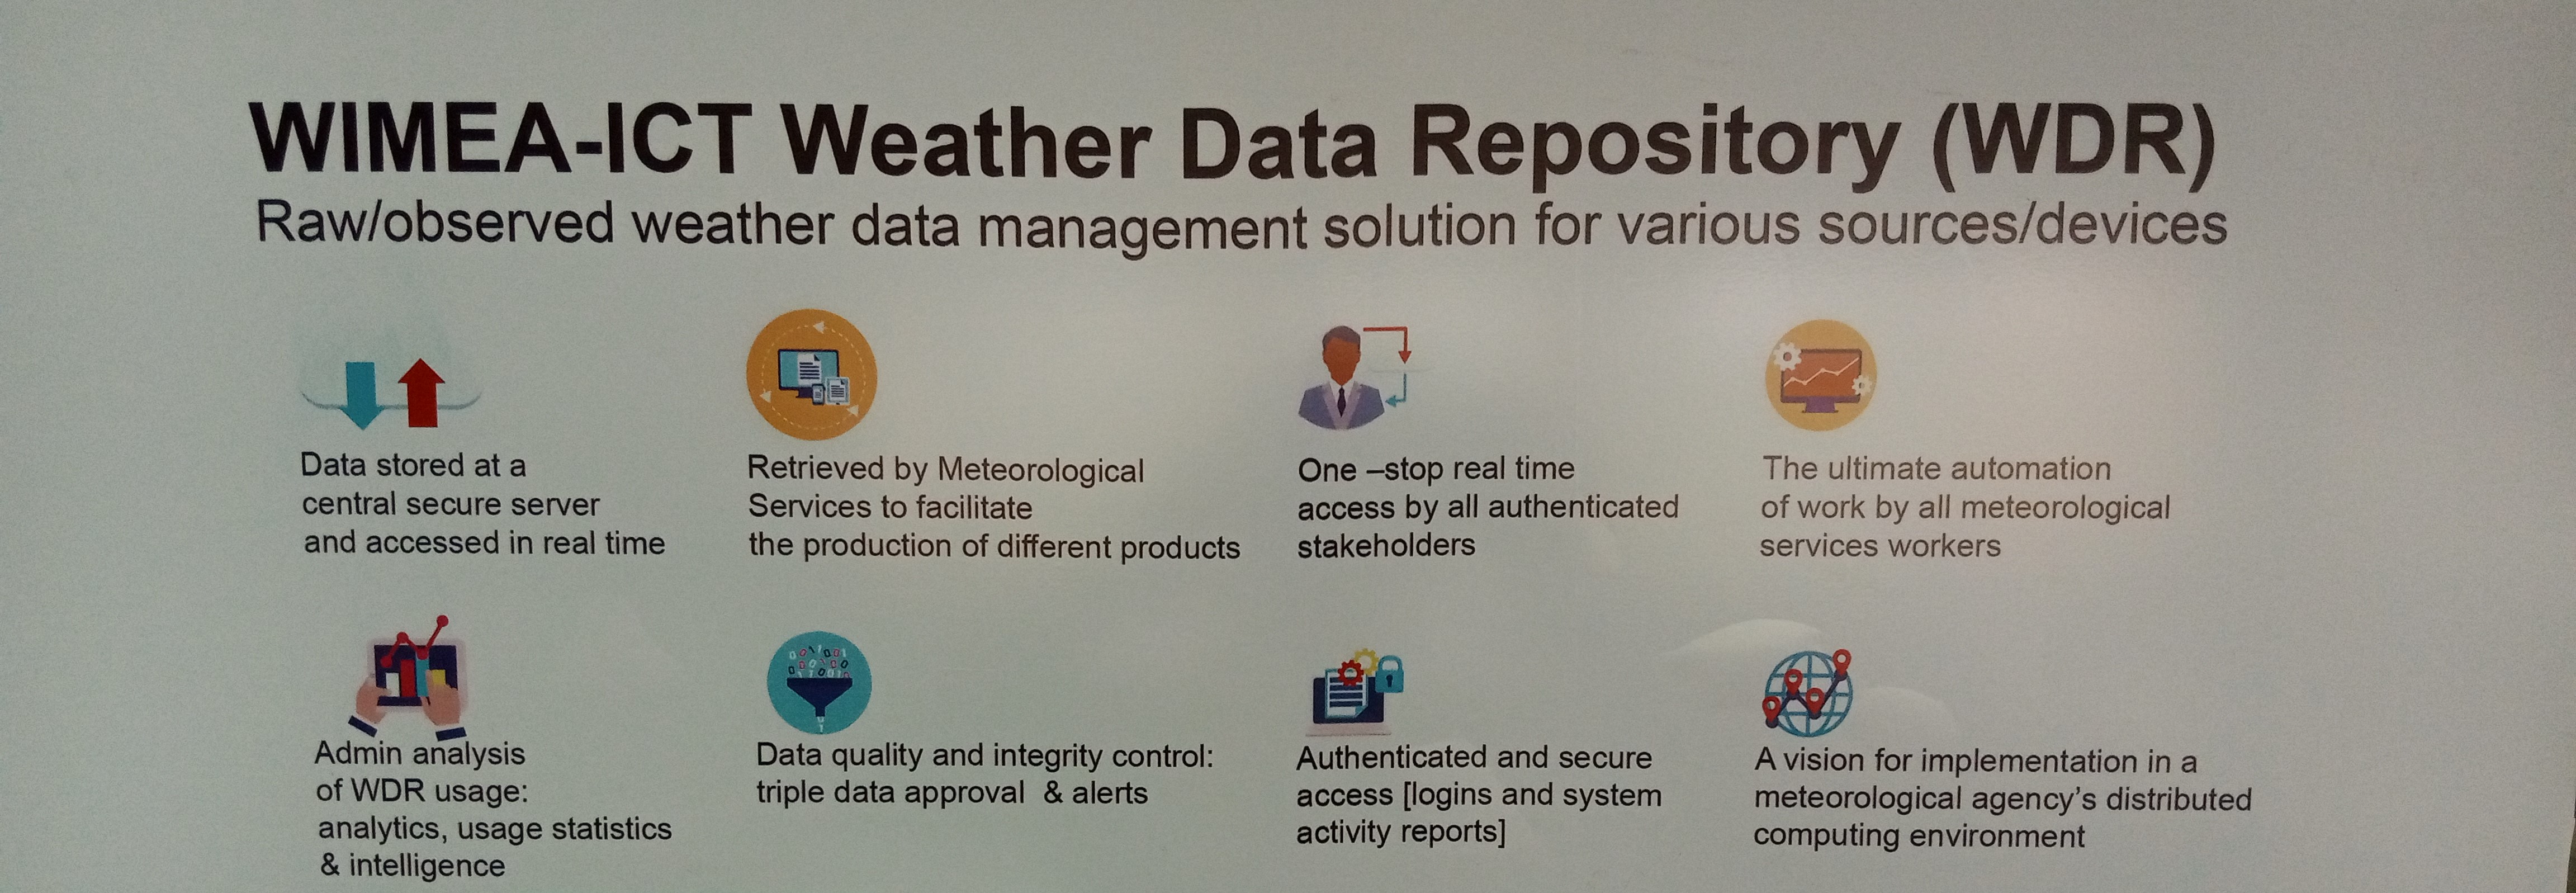 WIMEA-ICT Weather Data Repository (WDR)
Raw/observed weather data management solution for various sources/devices
Data stored at a
central secure server
and accessed in real time
Retrieved by Meteorological
Services to facilitate
the production of different products
One –stop real time
access by all authenticated
stakeholders
The ultimate automation
of work by all meteorological
services workers
Admin analysis
of WDR usage:
analytics, usage statistics
& intelligence
Data quality and integrity control:
triple data approval & alerts
Authenticated and secure
access [logins and system
activity reports]
A vision for implementation in a
meteorological agency's distributed
computing environment